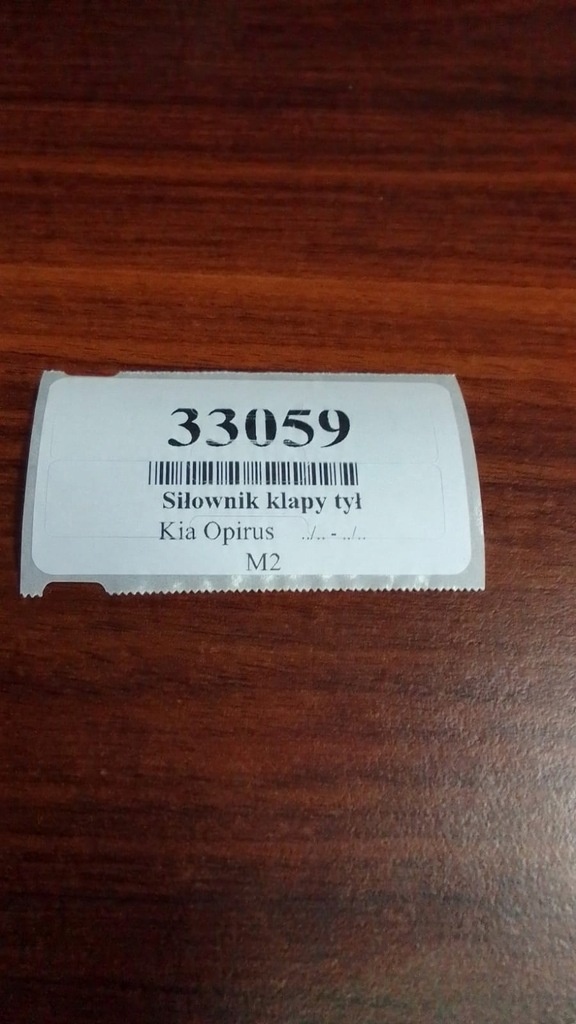 33059
Siłownik klapy tył
Kia Opirus ../.. - ../..
M2